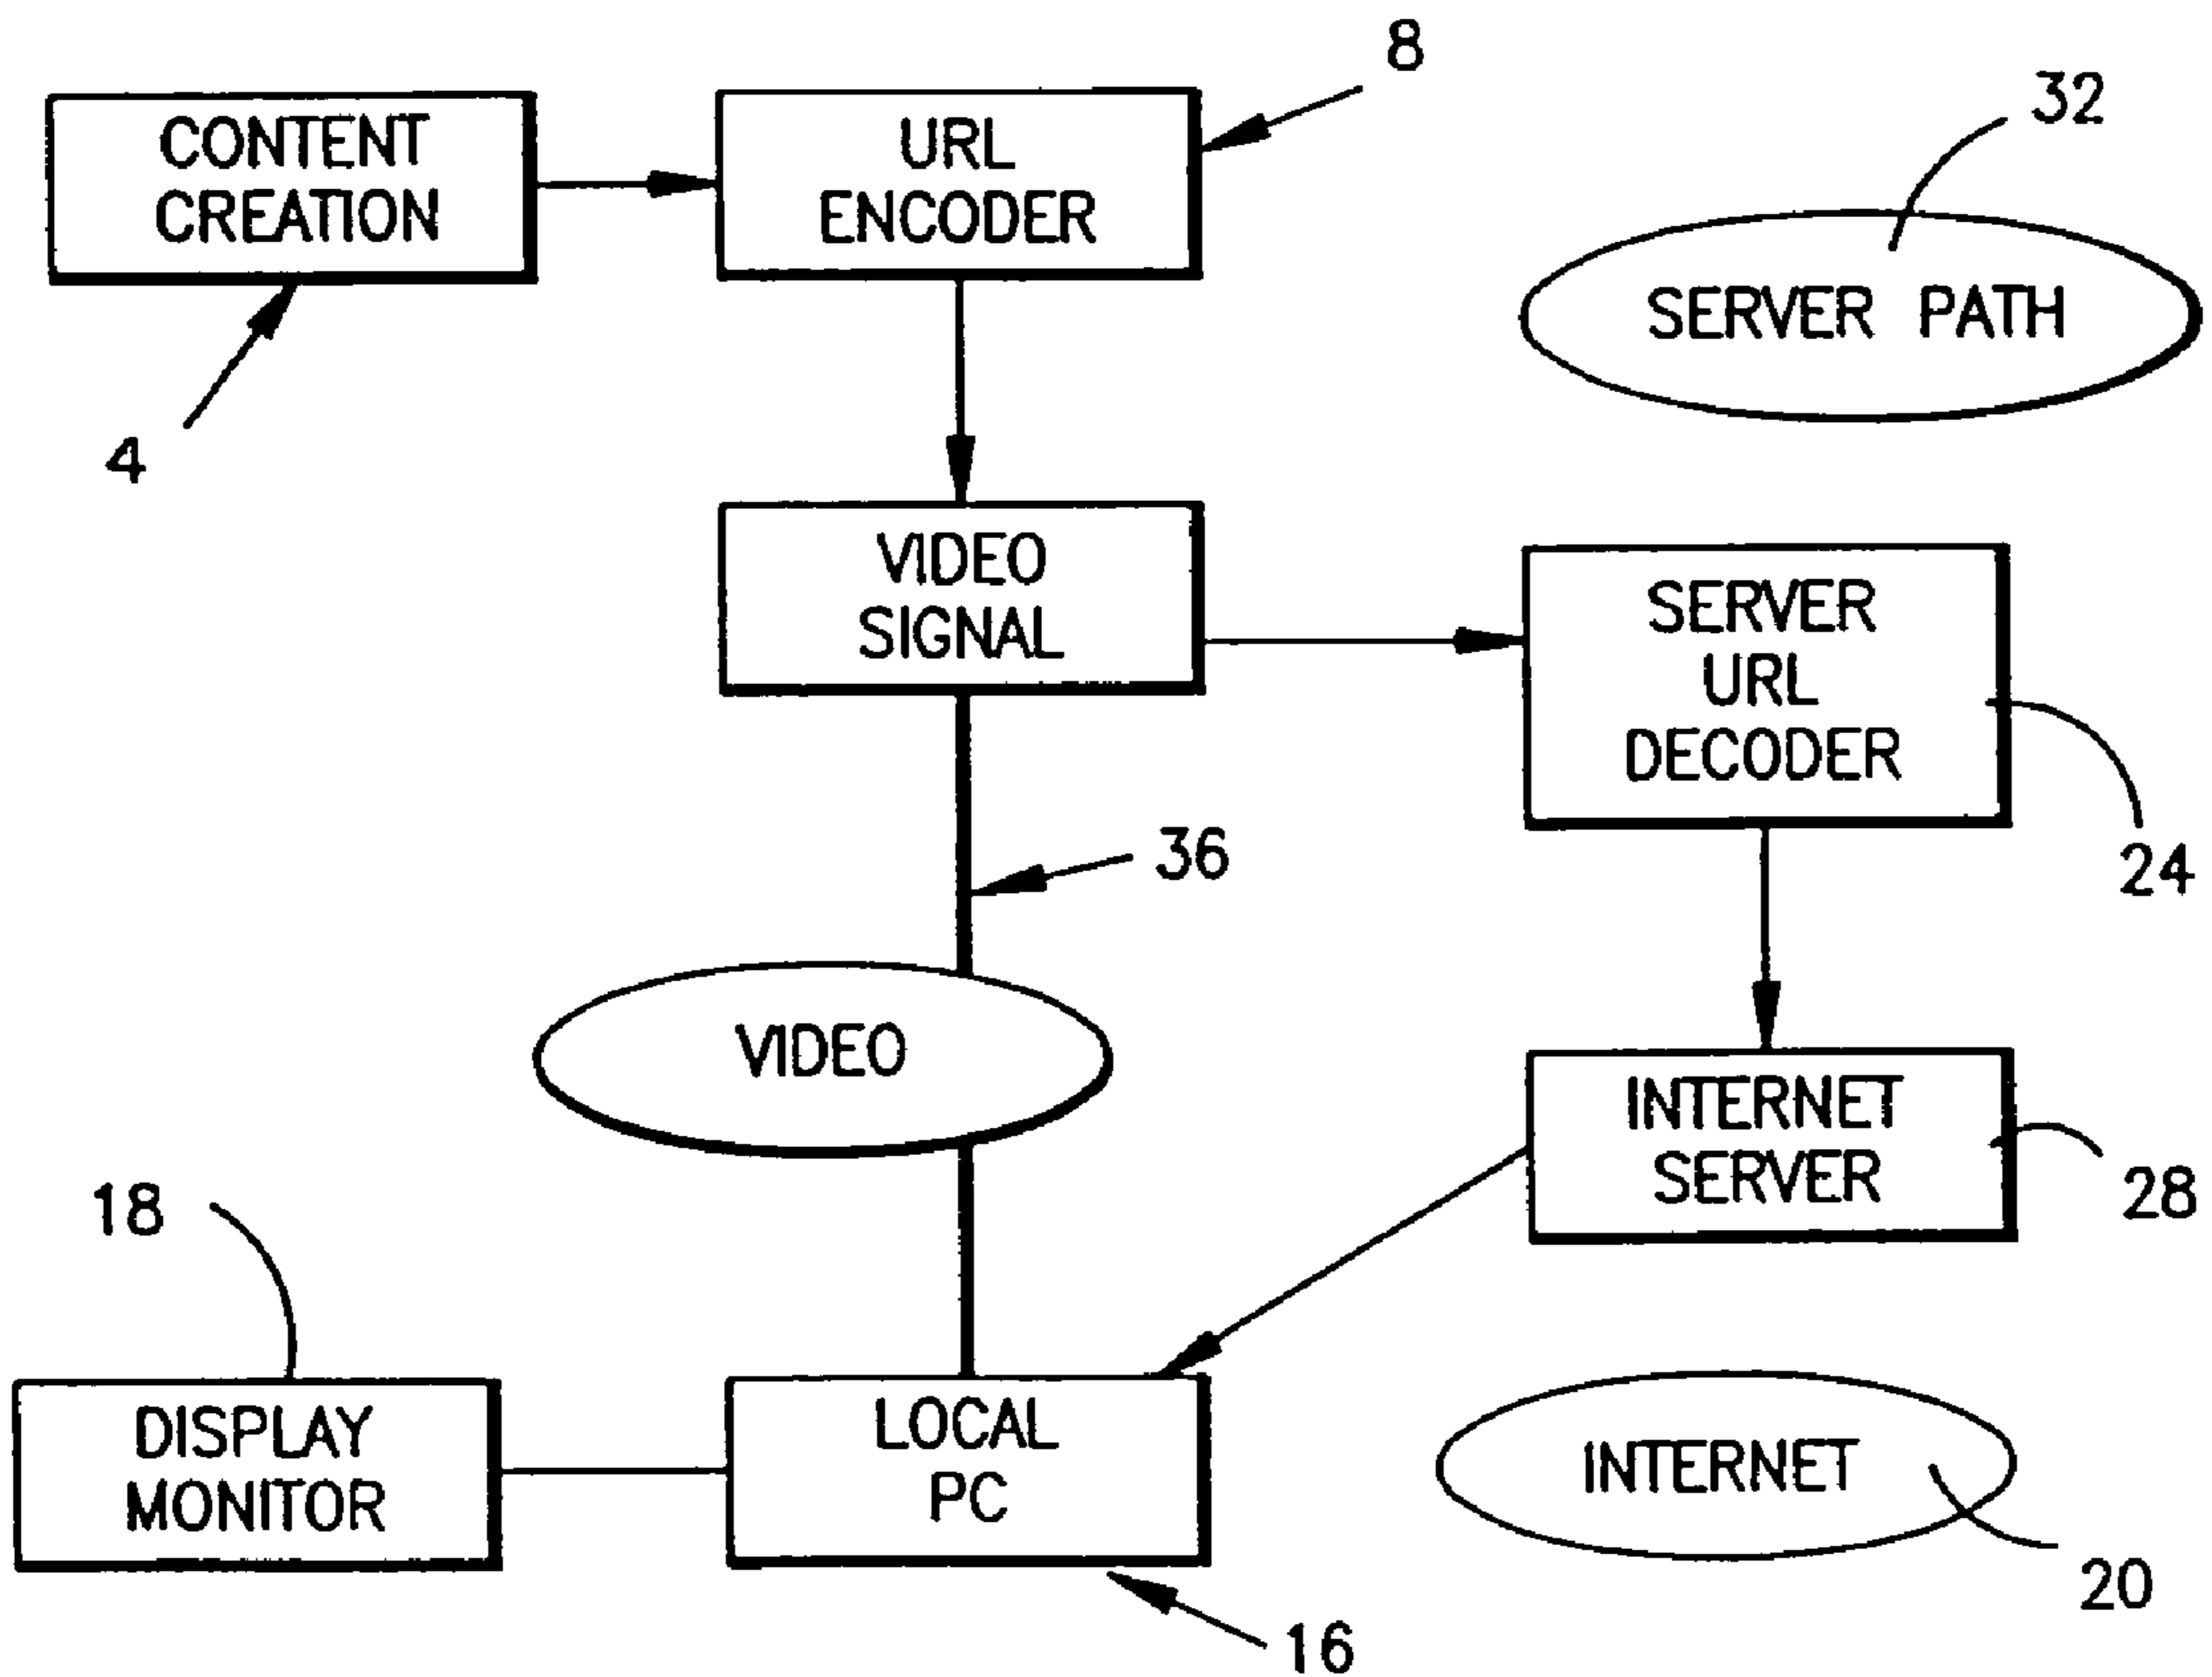 8
CONTENT
CREATION
URL
ENCODER
32
SERVER PATH
4
VIDEO
SIGNAL
SERVER
URL
DECODER
36
24
VIDEO
INTERNET
SERVER
18
28
DISPLAY
MONITOR
LOCAL
PC
INTERNET
20
16